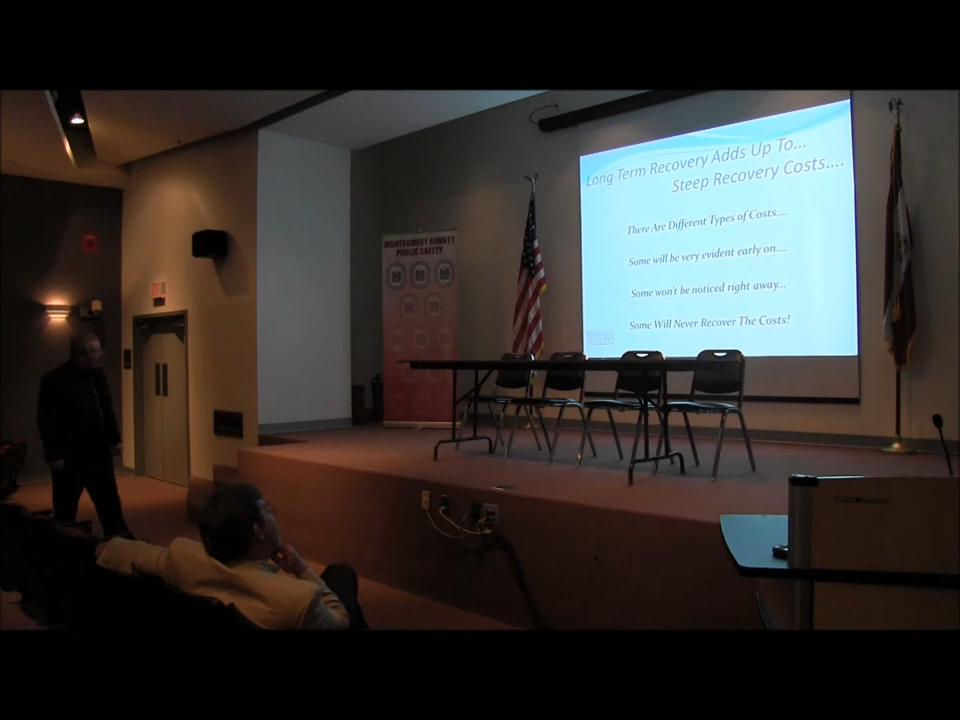 Long Term Recovery Adds Up To...
Steep Recovery Costs....
There Are Different Types of Costs....
Some will be very evident early on....
Some won't be noticed right away...
Some Will Never Recover The Costs!
MONTGOMERY COUNTY
PUBLIC SAFETY